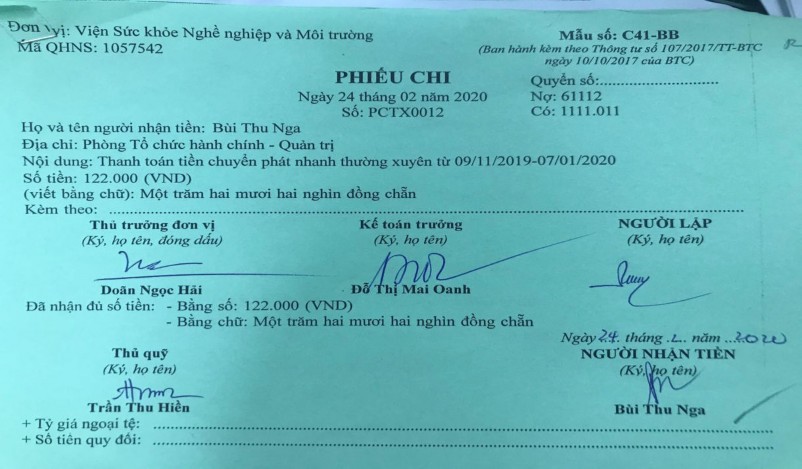 Đơn vị: Viện Sức khỏe Nghề nghiệp và Môi trường
Mã QHNS: 1057542
Mẫu số: C41-BB
(Ban hành kèm theo Thông tư số 107/2017/TT-BTC
ngày 10/10/2017 của BTC)
PHIẾU CHI
Ngày 24 tháng 02 năm 2020
Số: PCTX0012
Quyển số:
Nợ: 61112
Có: 1111.011
Họ và tên người nhận tiền: Bùi Thu Nga
Địa chỉ: Phòng Tổ chức hành chính - Quản trị
Nội dung: Thanh toán tiền chuyển phát nhanh thường xuyên từ 09/11/2019-07/01/2020
Số tiền: 122.000 (VND)
(viết bằng chữ): Một trăm hai mươi hai nghìn đồng chẵn
Kèm theo:
Thủ trưởng đơn vị Kế toán trưởng NGƯỜI LẬP
(Ký, họ tên, đóng dấu) (Ký, họ tên) (Ký, họ tên)
Doãn Ngọc Hải Đỗ Thị Mai Oanh
Đã nhận đủ số tiền: - Bằng số: 122.000 (VND)
- Bằng chữ: Một trăm hai mươi hai nghìn đồng chẵn
Ngày 24. tháng .2.. năm ...2020
Thủ quỹ NGƯỜI NHẬN TIỀN
(Ký, họ tên) (Ký, họ tên)
Trần Thu Hiền Bùi Thu Nga
+ Tỷ giá ngoại tệ:
+ Số tiền quy đổi: